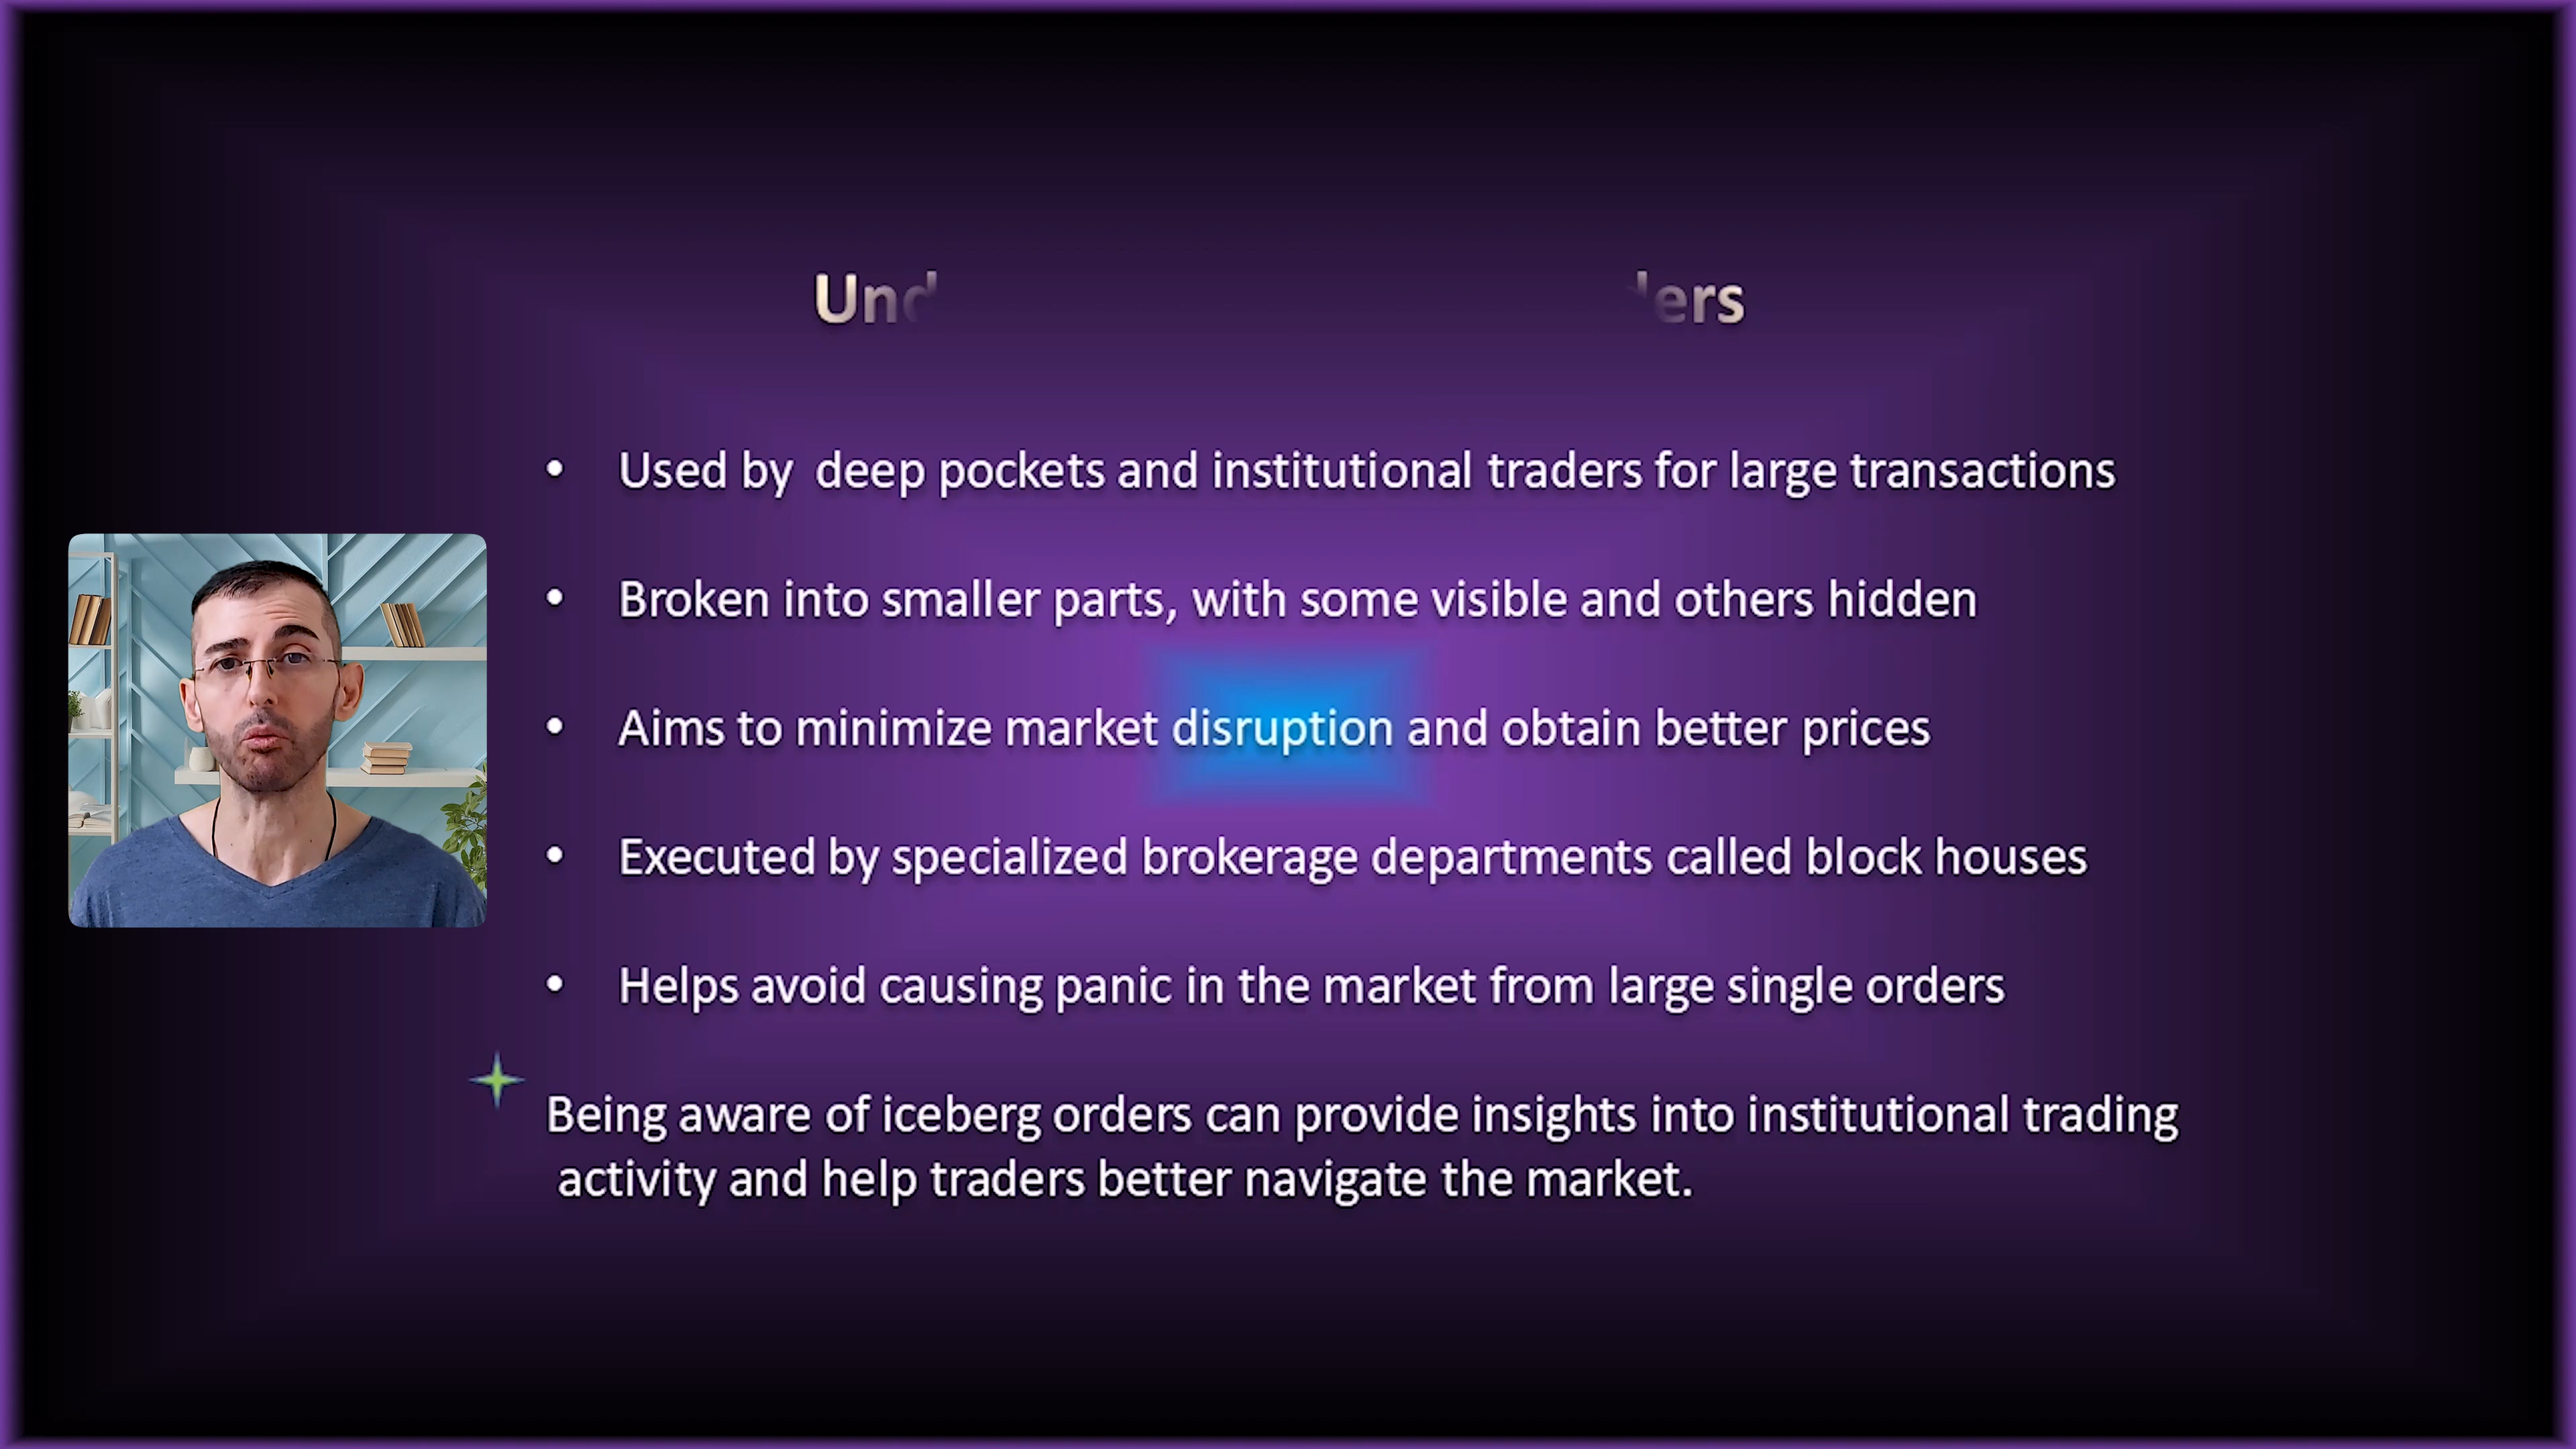 • Used by deep pockets and institutional traders for large transactions
• Broken into smaller parts, with some visible and others hidden
• Aims to minimize market disruption and obtain better prices
• Executed by specialized brokerage departments called block houses
• Helps avoid causing panic in the market from large single orders
Being aware of iceberg orders can provide insights into institutional trading
activity and help traders better navigate the market.